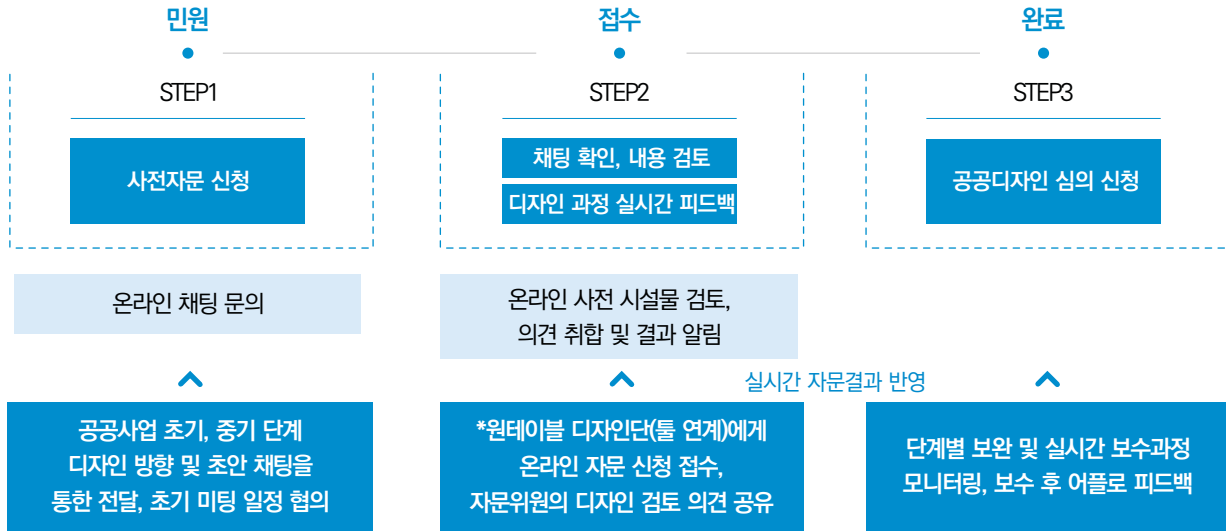 민원
접수
완료
STEP1
STEP2
STEP3
사전자문 신청
채팅 확인, 내용 검토
디자인 과정 실시간 피드백
공공디자인 심의 신청
온라인 채팅 문의
온라인 사전 시설물 검토,
의견 취합 및 결과 알림
실시간 자문결과 반영
공공사업 초기, 중기 단계
디자인 방향 및 초안 채팅을
통한 전달, 초기 미팅 일정 협의
*원테이블 디자인단(툴 연계)에게
온라인 자문 신청 접수,
자문위원의 디자인 검토 의견 공유
단계별 보완 및 실시간 보수과정
모니터링, 보수 후 어플로 피드백